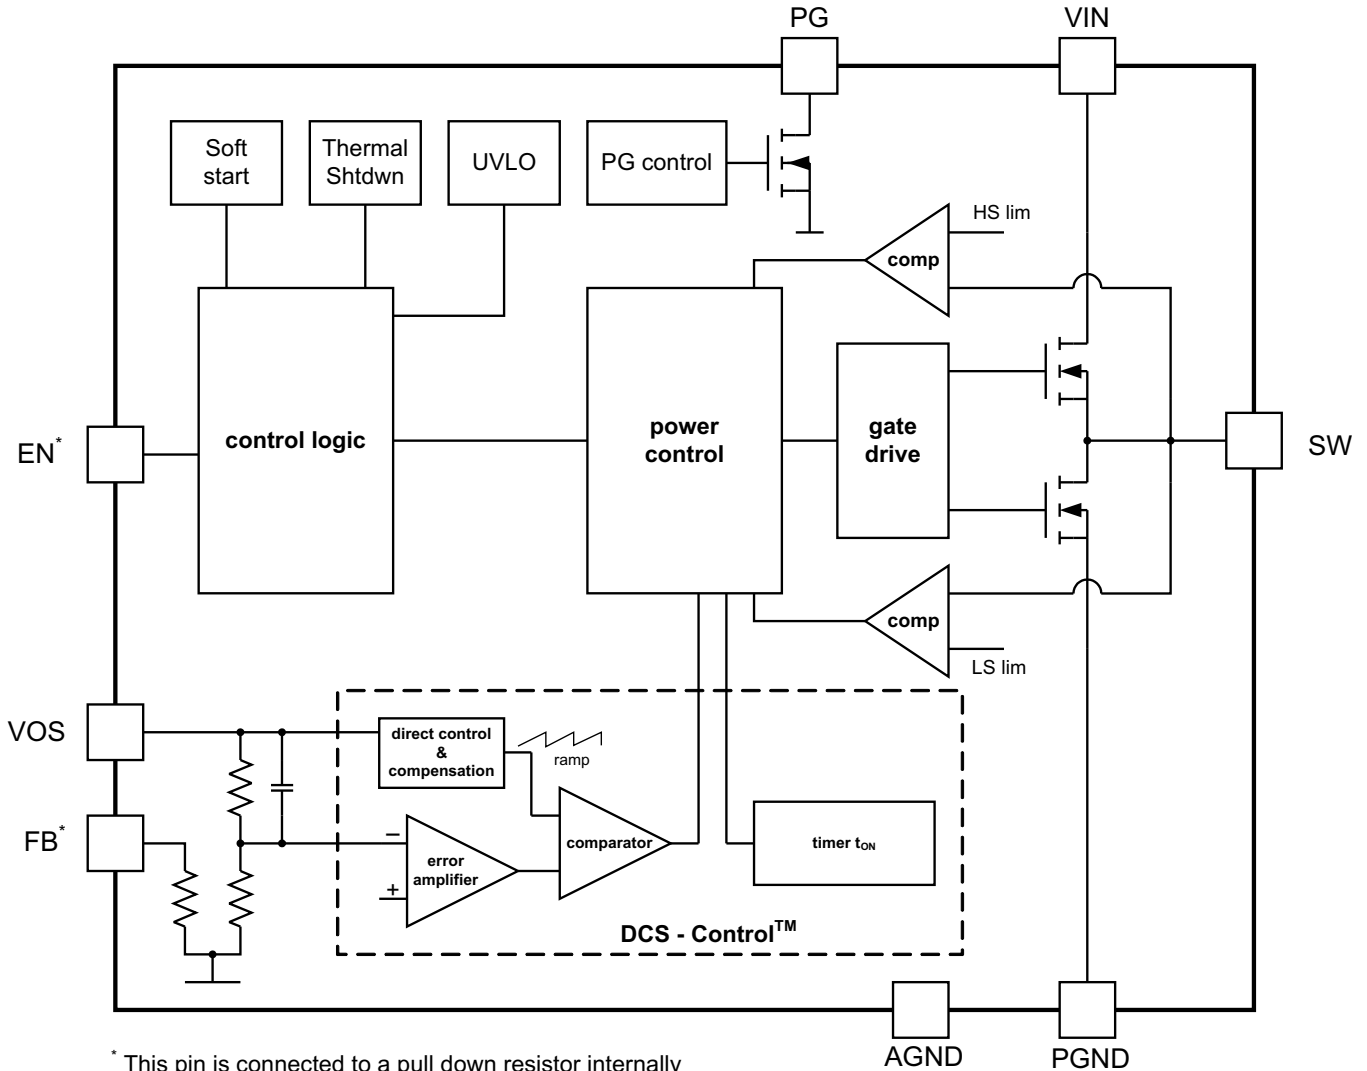 PG
VIN
Soft
start
Thermal
Shtdwn
UVLO
PG control
HS lim
comp
EN*
control logic
power
control
gate
drive
SW
comp
LS lim
VOS
direct control
&
compensation
ramp
FB*
−
error
amplifier
+
comparator
timer tON
DCS - Control™
AGND
PGND
* This pin is connected to a pull down resistor internally